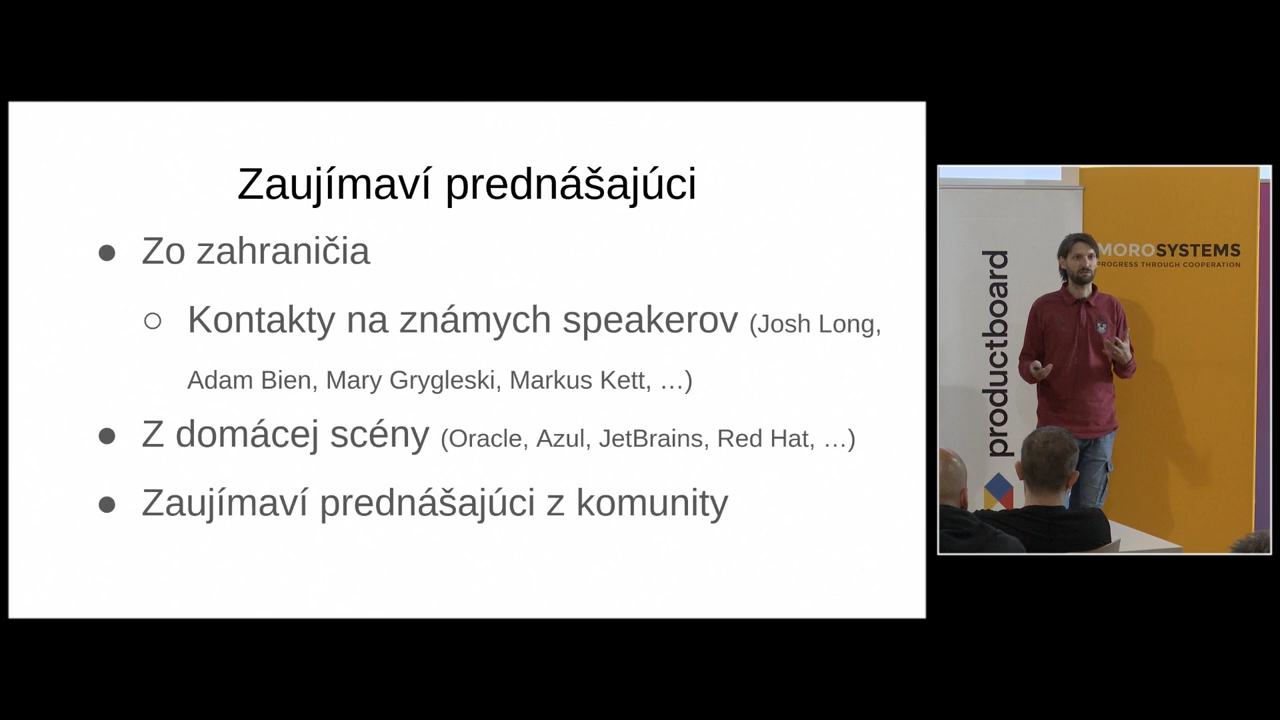 Zaujímaví prednášajúci
● Zo zahraničia
○ Kontakty na známych speakerov (Josh Long,
Adam Bien, Mary Grygleski, Markus Kett, …)
● Z domácej scény (Oracle, Azul, JetBrains, Red Hat, …)
● Zaujímaví prednášajúci z komunity
productboard
MOROSYSTEMS
PROGRESS THROUGH COOPERATION